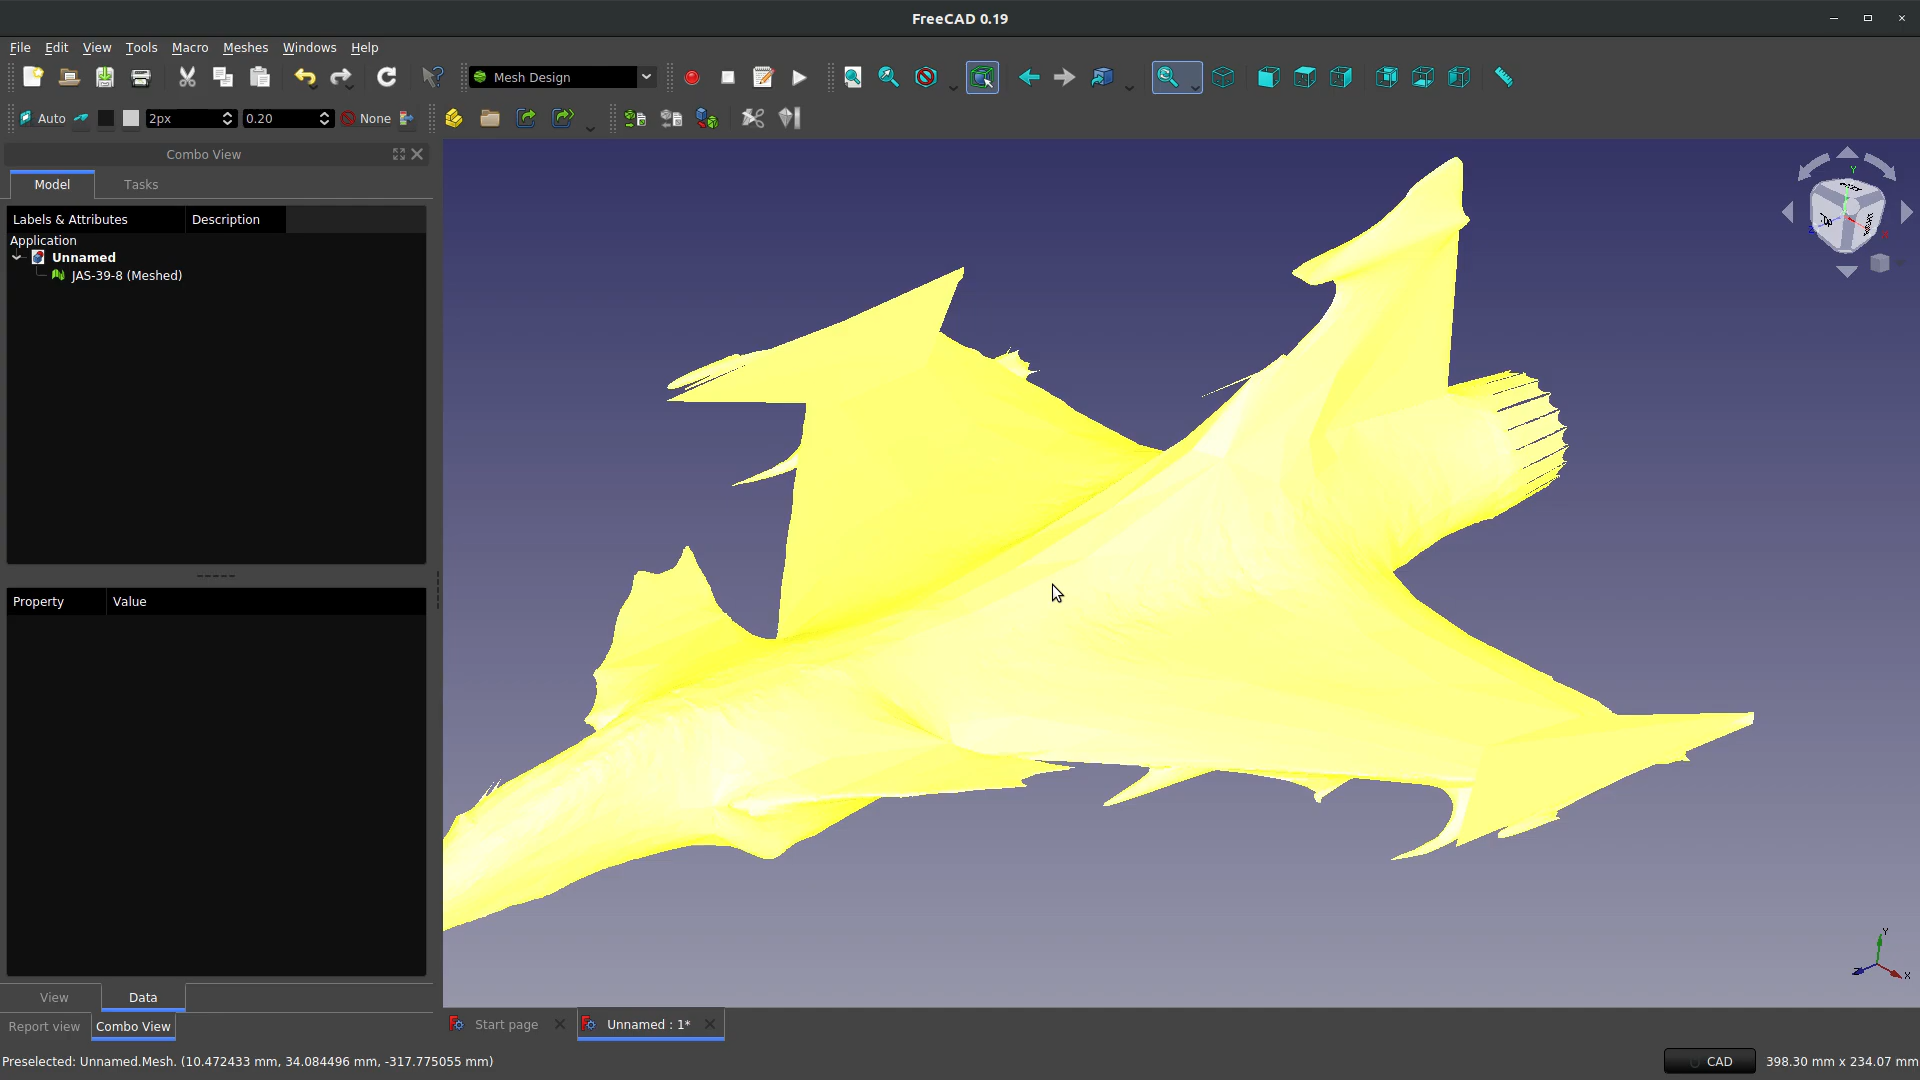 FreeCAD 0.19
File Edit View Tools Macro Meshes Windows Help
Mesh Design
Auto 2px 0.20 None
Combo View
Model Tasks
Labels & Attributes Description
Application
Unnamed
JAS-39-8 (Meshed)
Property Value
View Data
Report view Combo View
Start page Unnamed : 1*
Y
Z
X
Preselected: Unnamed.Mesh. (10.472433 mm, 34.084496 mm, -317.775055 mm)
CAD 398.30 mm x 234.07 mm